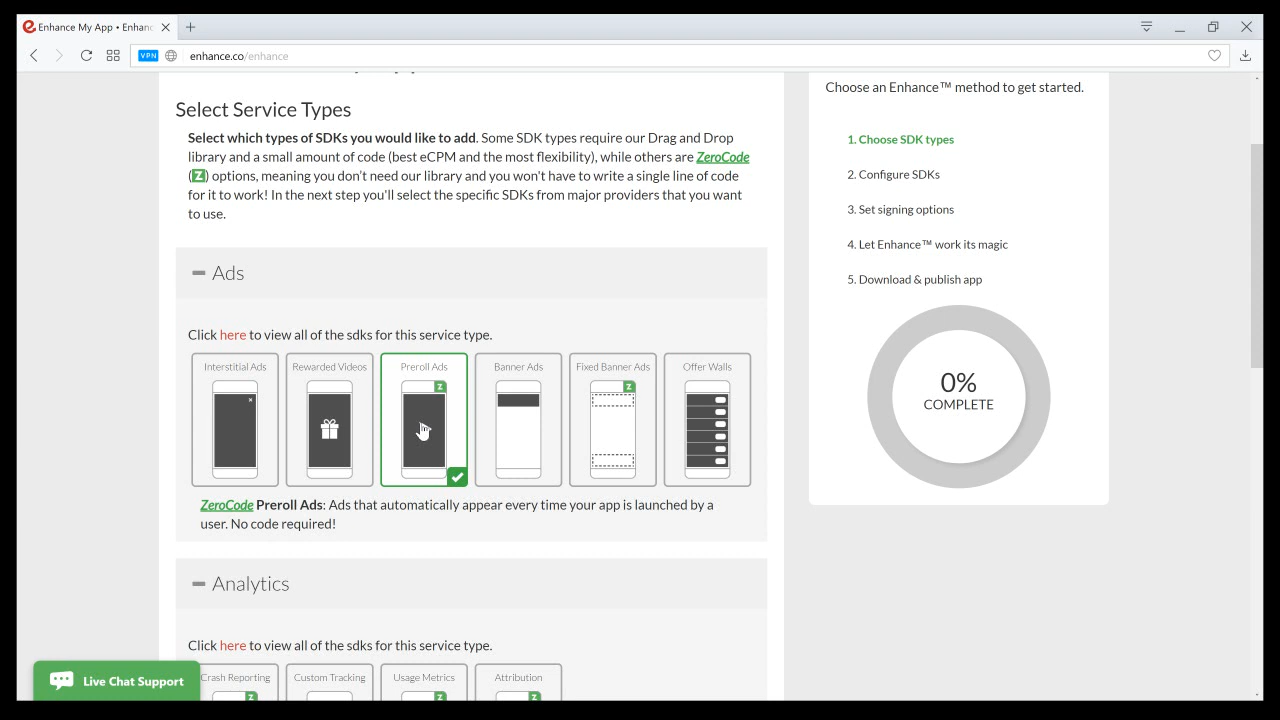 Enhance My App • Enhanc
VPN
enhance.co/enhance
Select Service Types
Select which types of SDKs you would like to add. Some SDK types require our Drag and Drop
library and a small amount of code (best eCPM and the most flexibility), while others are ZeroCode
(Z) options, meaning you don't need our library and you won't have to write a single line of code
for it to work! In the next step you'll select the specific SDKs from major providers that you want
to use.
Ads
Click here to view all of the sdks for this service type.
Interstitial Ads
Rewarded Videos
Preroll Ads
Z
Banner Ads
Fixed Banner Ads
Z
Offer Walls
ZeroCode Preroll Ads: Ads that automatically appear every time your app is launched by a
user. No code required!
Analytics
Click here to view all of the sdks for this service type.
Crash Reporting
Z
Custom Tracking
Usage Metrics
Z
Attribution
Z
Live Chat Support
Choose an Enhance™ method to get started.
1. Choose SDK types
2. Configure SDKs
3. Set signing options
4. Let Enhance™ work its magic
5. Download & publish app
0%
COMPLETE